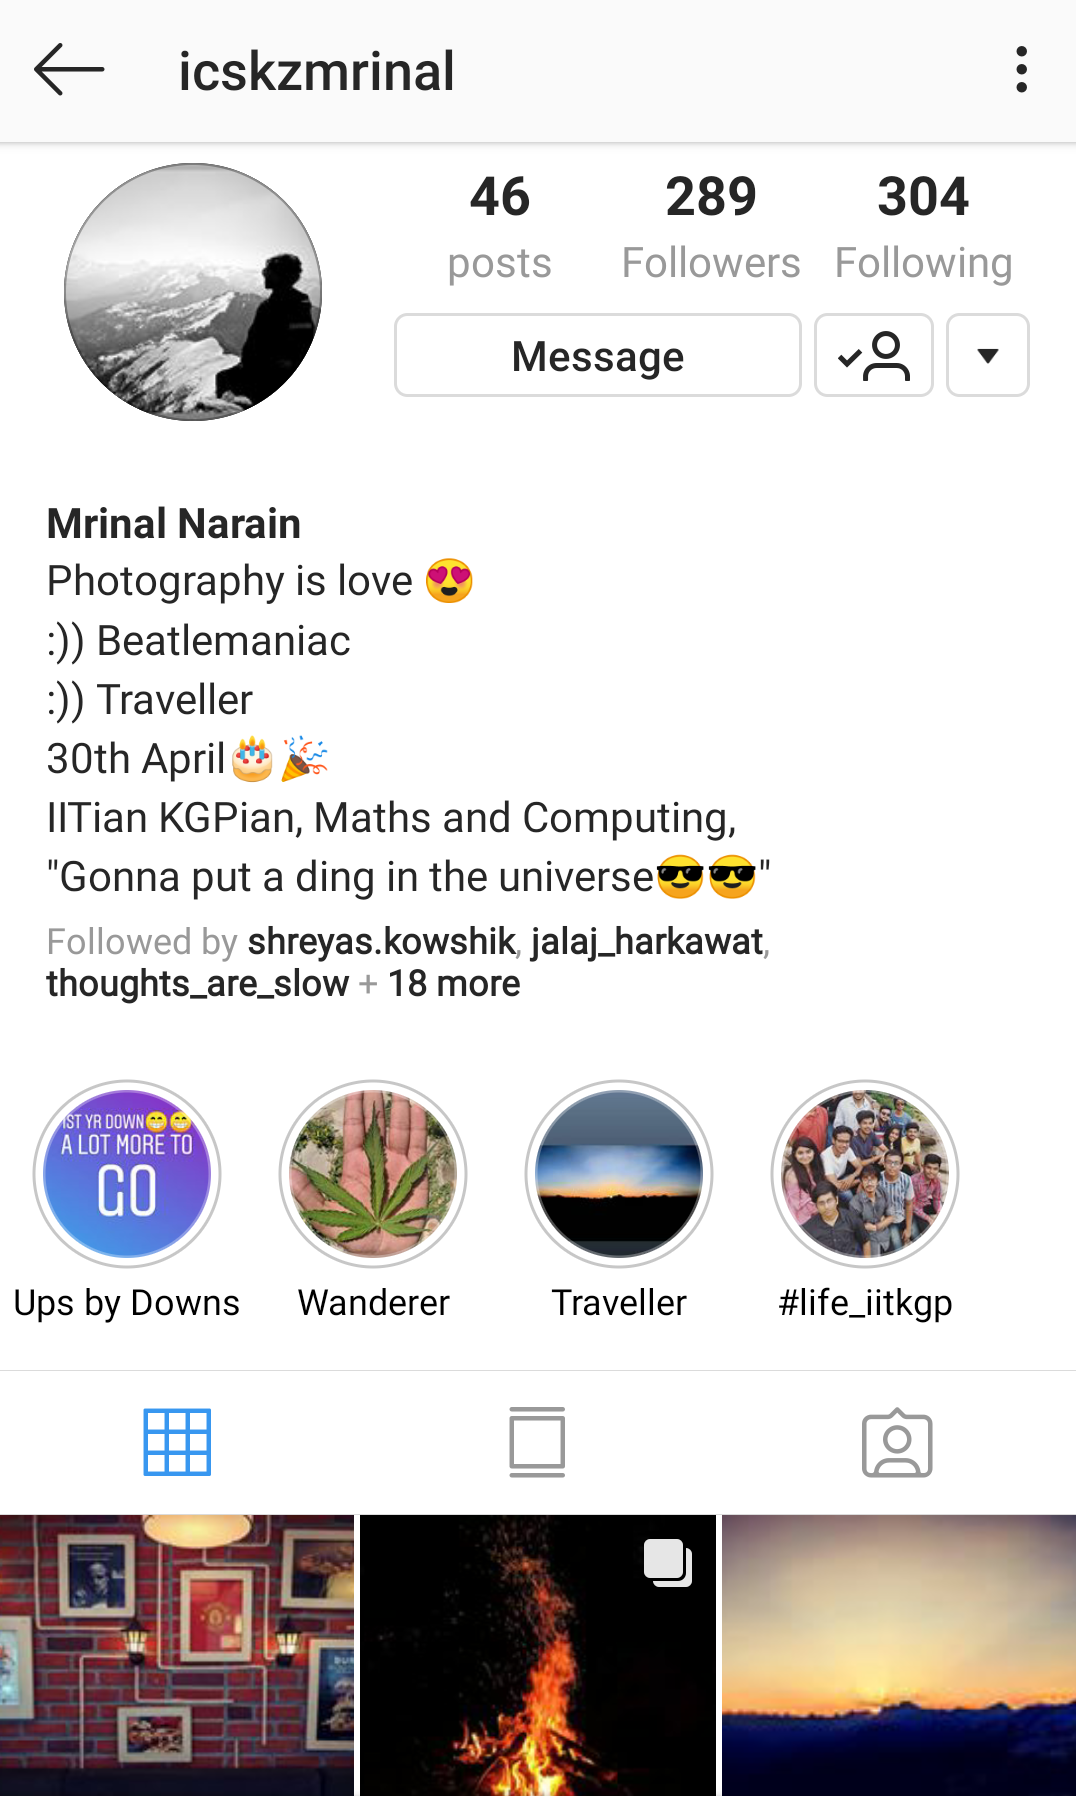 icskzmrinal
46 289 304
posts Followers Following
Message
Mrinal Narain
Photography is love 😍
:)) Beatlemaniac
:)) Traveller
30th April🎂🎉
IITian KGPian, Maths and Computing,
"Gonna put a ding in the universe😎😎"
Followed by shreyas.kowshik, jalaj_harkawat,
thoughts_are_slow + 18 more
YR DOWN😁😁
A LOT MORE TO
GO
Ups by Downs Wanderer Traveller #life_iitkgp